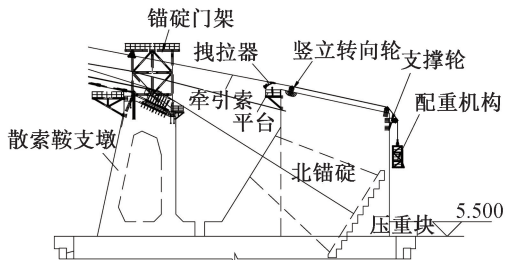 锚碇门架
拽拉器
竖立转向轮
支撑轮
牵引索
配重机构
平台
散索鞍支墩
北锚碇
压重块
5.500